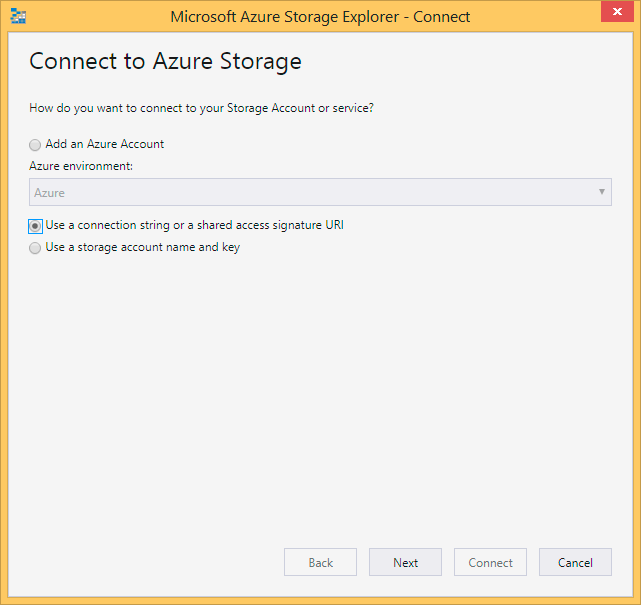 Microsoft Azure Storage Explorer - Connect
Connect to Azure Storage
How do you want to connect to your Storage Account or service?
Add an Azure Account
Azure environment:
Azure
Use a connection string or a shared access signature URI
Use a storage account name and key
Back Next Connect Cancel